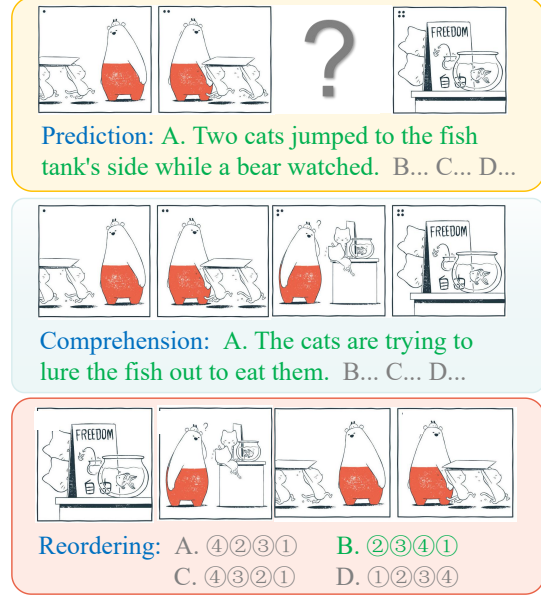 ?
FREEDOM
Prediction: A. Two cats jumped to the fish
tank's side while a bear watched. B... C... D...
?
FREEDOM
Comprehension: A. The cats are trying to
lure the fish out to eat them. B... C... D...
FREEDOM
?
Reordering: A. ④②③① B. ②③④①
C. ④③②① D. ①②③④